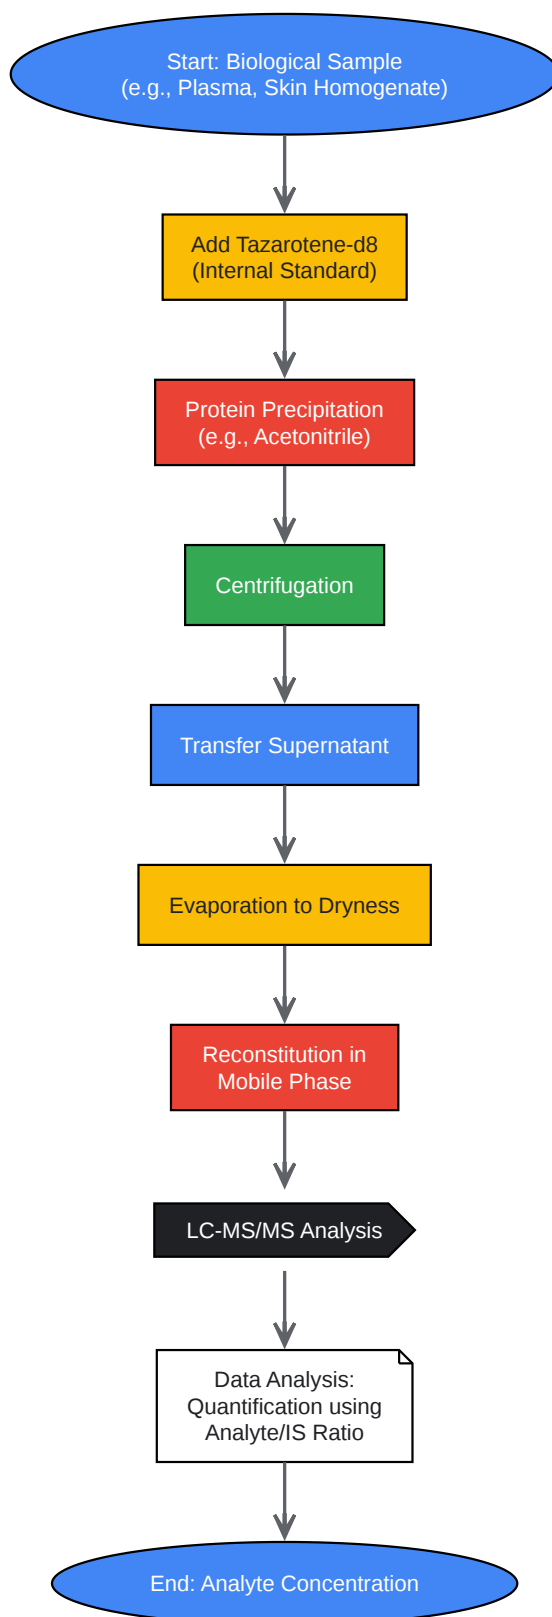 Start: Biological Sample
(e.g., Plasma, Skin Homogenate)
Add Tazarotene-d8
(Internal Standard)
Protein Precipitation
(e.g., Acetonitrile)
Centrifugation
Transfer Supernatant
Evaporation to Dryness
Reconstitution in
Mobile Phase
LC-MS/MS Analysis
Data Analysis:
Quantification using
Analyte/IS Ratio
End: Analyte Concentration